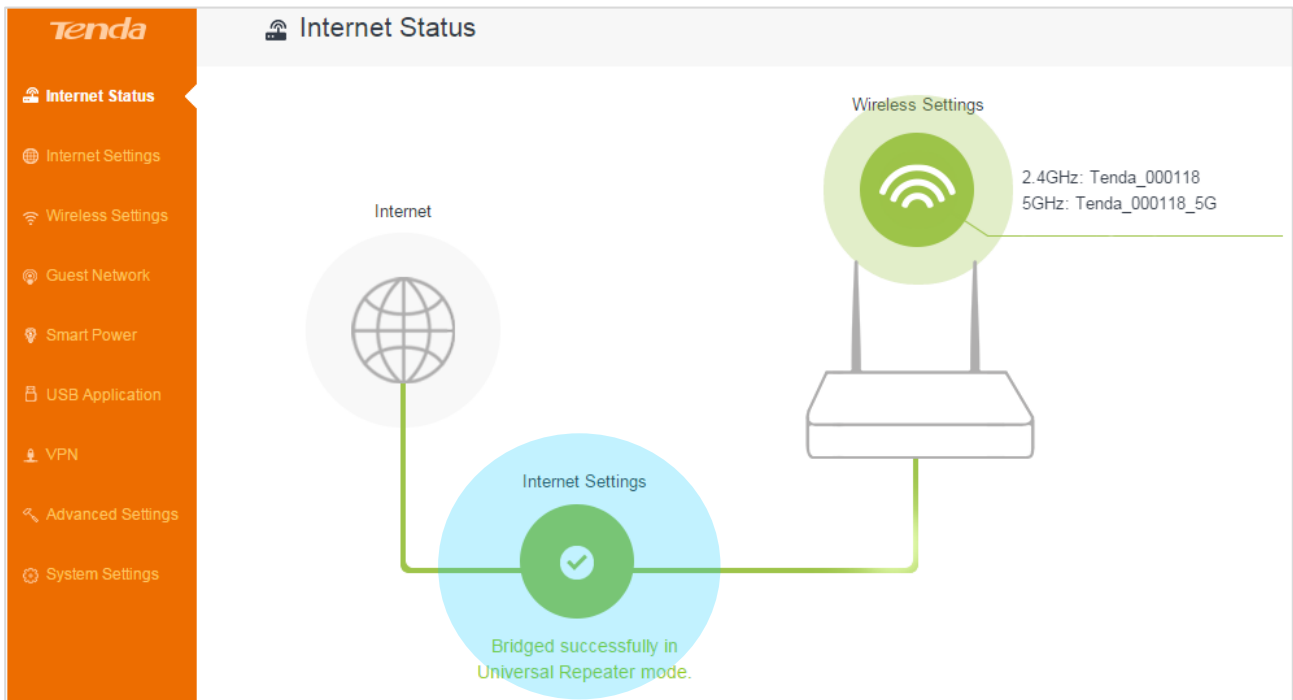 Tenda
Internet Status
Internet Settings
Wireless Settings
Guest Network
Smart Power
USB Application
VPN
Advanced Settings
System Settings
Internet Status
Wireless Settings
2.4GHz: Tenda_000118
5GHz: Tenda_000118_5G
Internet
Internet Settings
Bridged successfully in
Universal Repeater mode.